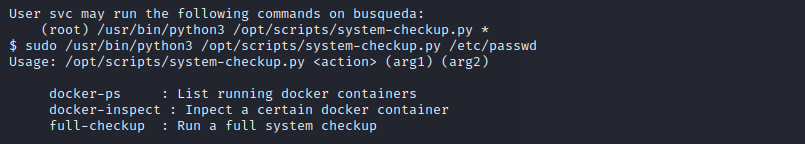 User svc may run the following commands on busqueda:
    (root) /usr/bin/python3 /opt/scripts/system-checkup.py *
$ sudo /usr/bin/python3 /opt/scripts/system-checkup.py /etc/passwd
Usage: /opt/scripts/system-checkup.py <action> (arg1) (arg2)

     docker-ps     : List running docker containers
     docker-inspect : Inpect a certain docker container
     full-checkup  : Run a full system checkup